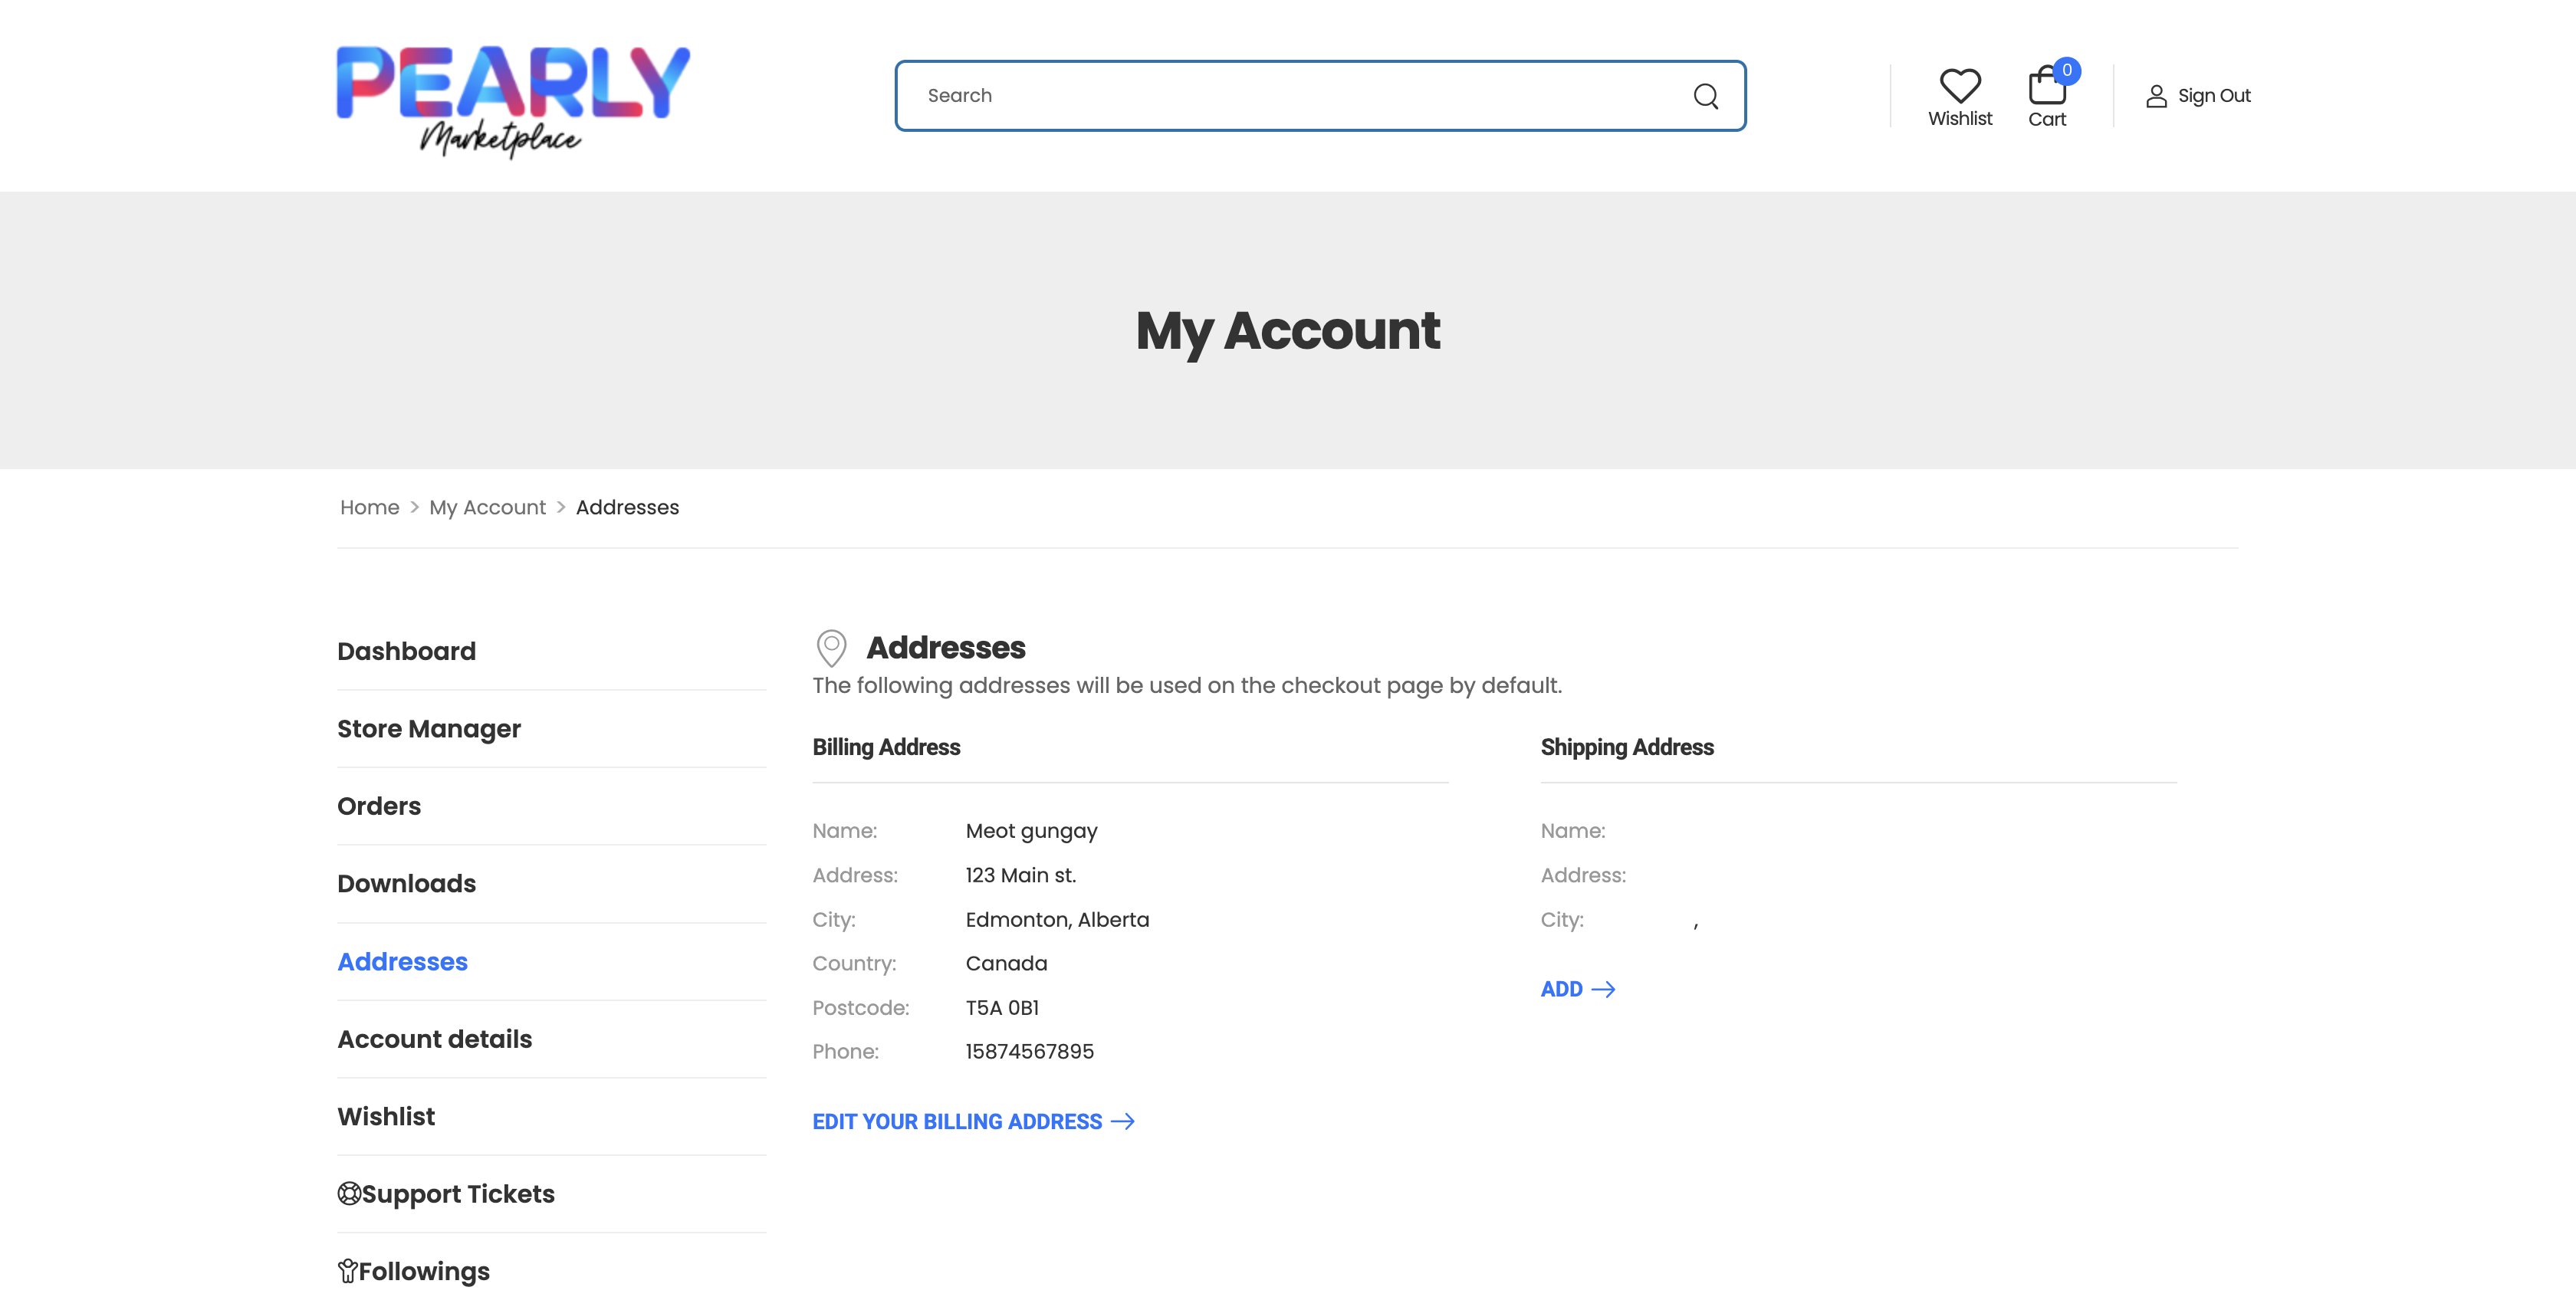 PEARLY
Marketplace
Search
Wishlist
0
Cart
Sign Out
My Account
Home > My Account > Addresses
Dashboard
Store Manager
Orders
Downloads
Addresses
Account details
Wishlist
Support Tickets
Followings
Addresses
The following addresses will be used on the checkout page by default.
Billing Address
Name: Meot gungay
Address: 123 Main st.
City: Edmonton, Alberta
Country: Canada
Postcode: T5A 0B1
Phone: 15874567895
EDIT YOUR BILLING ADDRESS →
Shipping Address
Name:
Address:
City: ,
ADD →